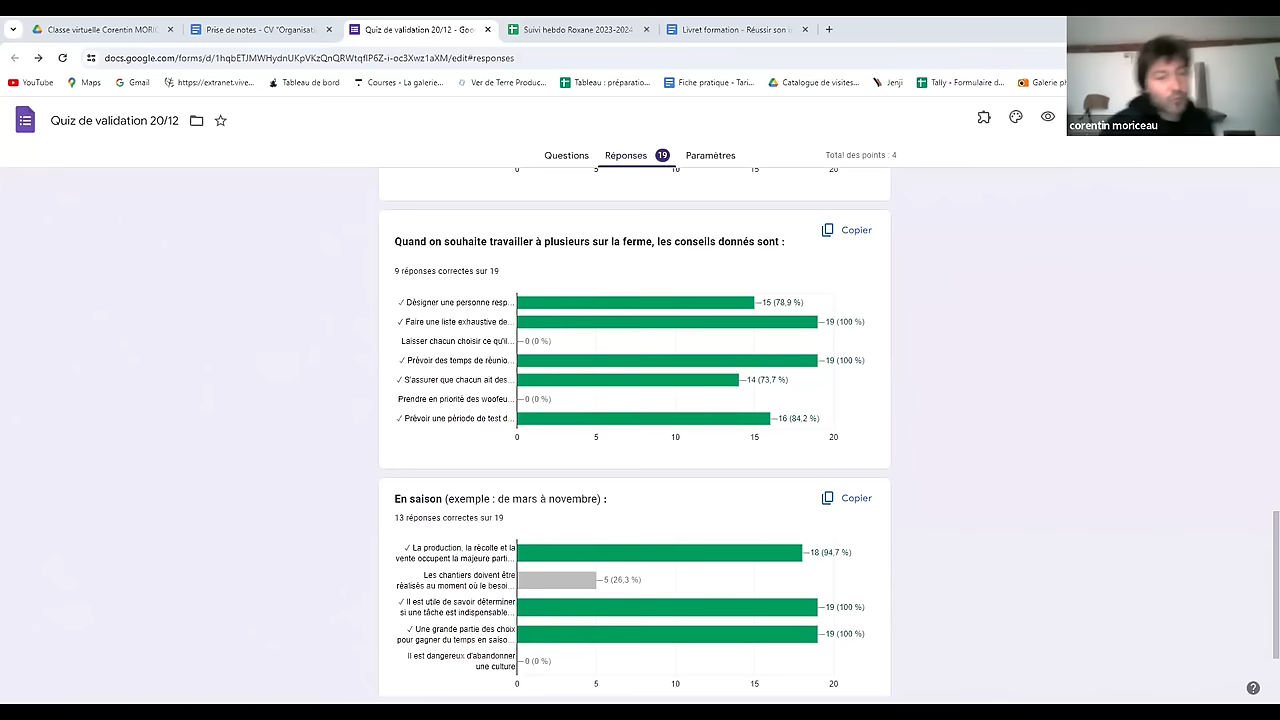 Classe virtuelle Corentin MORIC
Prise de notes - CV "Organisati
Quiz de validation 20/12 - Goo
Suivi hebdo Roxane 2023-2024
Livret formation - Réussir son i
docs.google.com/forms/d/1hqbETJMWHydnUKpVKzQnQRWtqfIP6Z-i-oc3Xwz1aXM/edit#responses
YouTube
Maps
Gmail
https://extranet.vive...
Tableau de bord
Courses - La galerie...
Ver de Terre Produc...
Tableau : préparatio...
Fiche pratique - Tari...
Catalogue de visites...
Jenji
Tally - Formulaire d...
Galerie ph
corentin moriceau
Quiz de validation 20/12
Questions
Réponses 19
Paramètres
Total des points : 4
0 5 10 15 20
Copier
Quand on souhaite travailler à plusieurs sur la ferme, les conseils donnés sont :
9 réponses correctes sur 19
✓ Désigner une personne resp... 15 (78,9 %)
✓ Faire une liste exhaustive de... 19 (100 %)
Laisser chacun choisir ce qu'il... 0 (0 %)
✓ Prévoir des temps de réunio... 19 (100 %)
✓ S'assurer que chacun ait des... 14 (73,7 %)
Prendre en priorité des woofeu... 0 (0 %)
✓ Prévoir une période de test d... 16 (84,2 %)
0 5 10 15 20
En saison (exemple : de mars à novembre) :
Copier
13 réponses correctes sur 19
✓ La production, la récolte et la
vente occupent la majeure parti... 18 (94,7 %)
Les chantiers doivent être
réalisés au moment où le besoi... 5 (26,3 %)
✓ Il est utile de savoir déterminer
si une tâche est indispensable... 19 (100 %)
✓ Une grande partie des choix
pour gagner du temps en saiso... 19 (100 %)
Il est dangereux d'abandonner
une culture 0 (0 %)
0 5 10 15 20